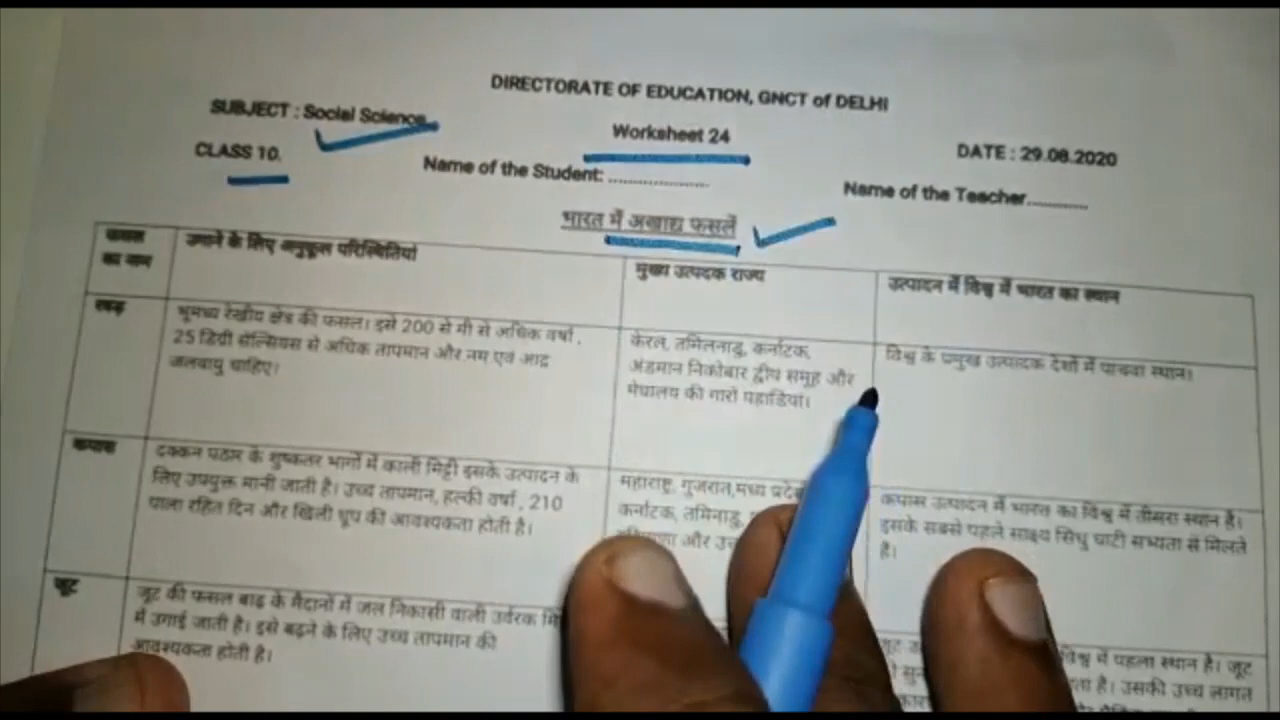 DIRECTORATE OF EDUCATION, GNCT of DELHI
SUBJECT : Social Science
Worksheet 24
DATE : 29.08.2020
CLASS 10.
Name of the Student: ....................
Name of the Teacher............
भारत में अखाद्य फसलें
फसल
का नाम
उगाने के लिए अनुकूल परिस्थितियां
मुख्य उत्पदक राज्य
उत्पादन में विश्व में भारत का स्थान
रबड़
भूमध्य रेखीय क्षेत्र की फसल। इसे 200 से मी से अधिक वर्षा ,
25 डिग्री सेल्सियस से अधिक तापमान और नम एवं आद्र
जलवायु चाहिए।
केरल, तमिलनाडु, कर्नाटक,
अंडमान निकोबार द्वीप समूह और
मेघालय की गारो पहाडियां।
विश्व के प्रमुख उत्पादक देशों में पाचवा स्थान।
कपास
दक्कन पठार के शुष्कतर भागों में काली मिट्टी इसके उत्पादन के
लिए उपयुक्त मानी जाती है। उच्च तापमान, हल्की वर्षा , 210
पाला रहित दिन और खिली धूप की आवश्यकता होती है।
महाराष्ट्र, गुजरात,मध्य प्रदेश
कर्नाटक, तमिनाडु,
और
कपास उत्पादन में भारत का विश्व में तीसरा स्थान है।
इसके सबसे पहले साक्ष्य सिंधु घाटी सभ्यता से मिलते
है।
जूट
जूट की फसल बाढ़ के मैदानों में जल निकासी वाली उर्वरक
में उगाई जाती है। इसे बढ़ने के लिए उच्च तापमान की
आवश्यकता होती है।
विश्व में पहला स्थान है। जूट
है। उसकी उच्च लागत